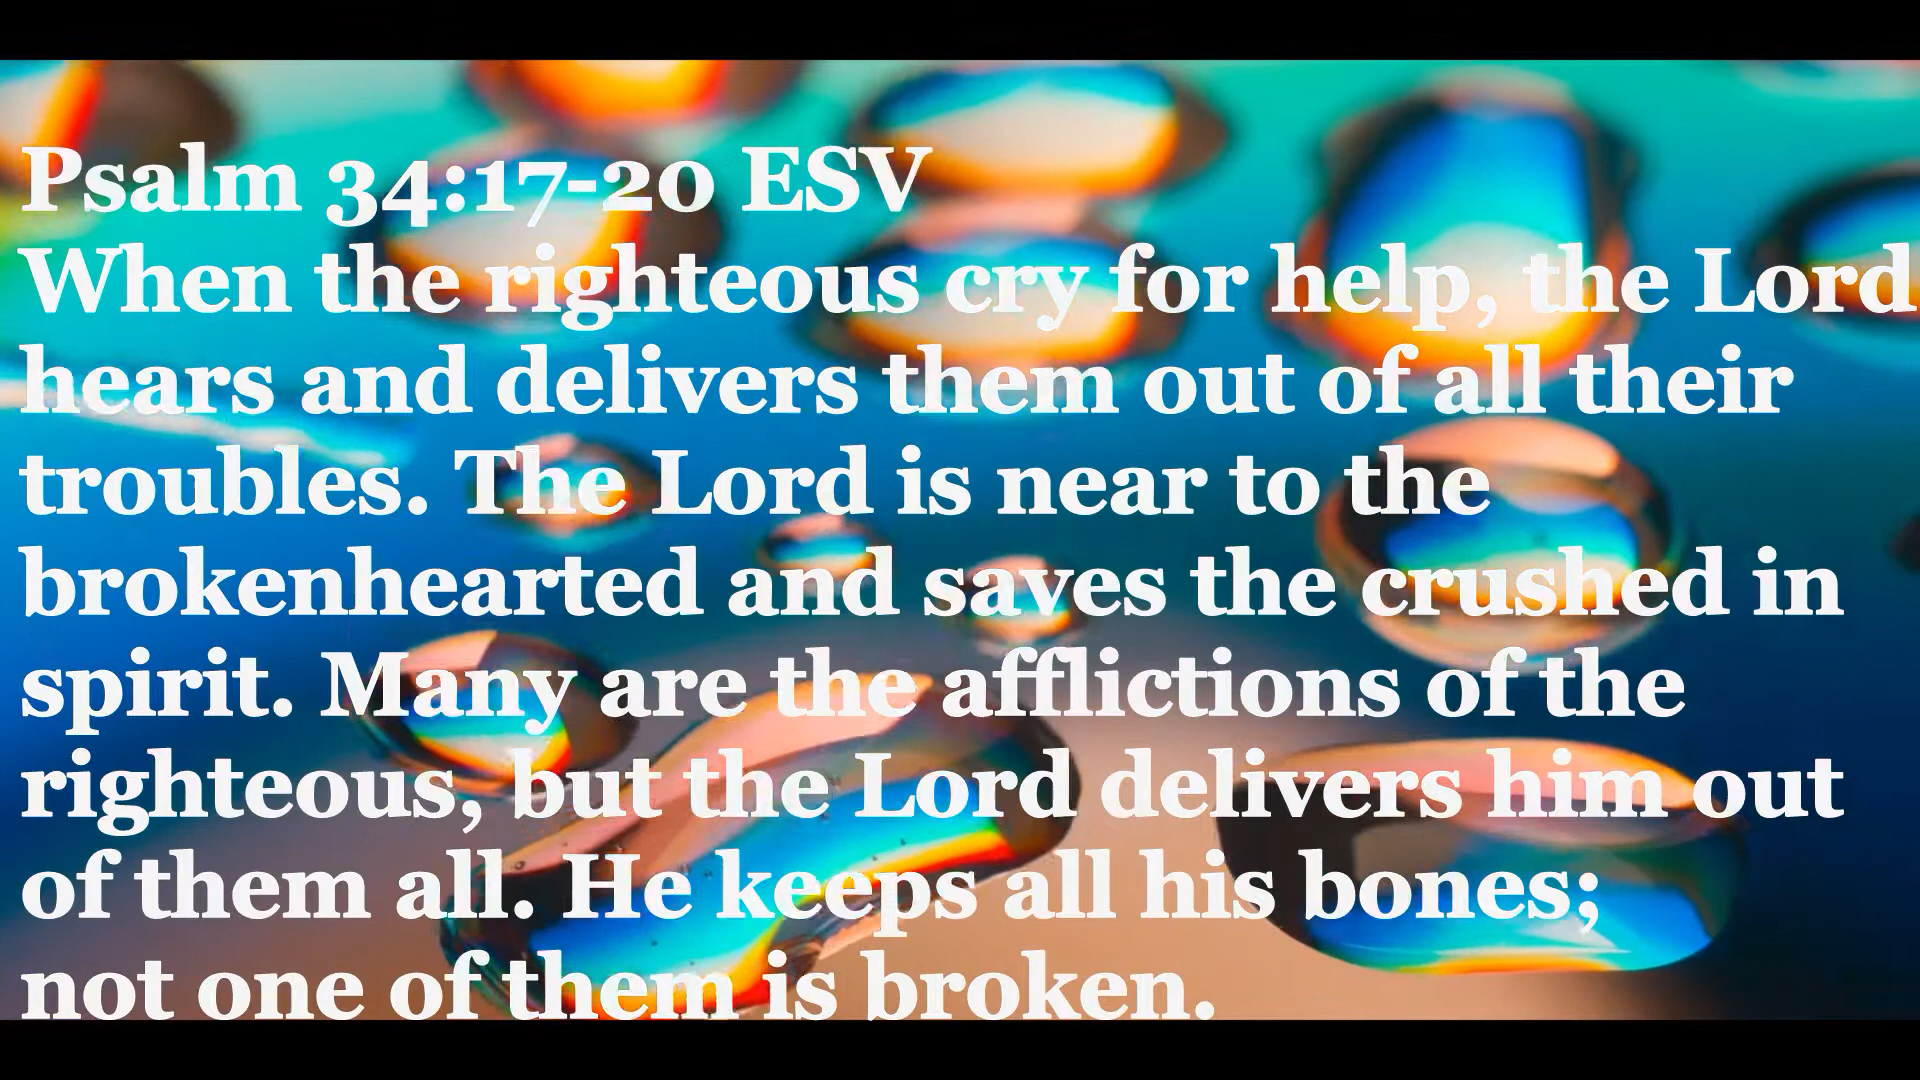 Psalm 34:17-20 ESV
When the righteous cry for help, the Lord
hears and delivers them out of all their
troubles. The Lord is near to the
brokenhearted and saves the crushed in
spirit. Many are the afflictions of the
righteous, but the Lord delivers him out
of them all. He keeps all his bones;
not one of them is broken.